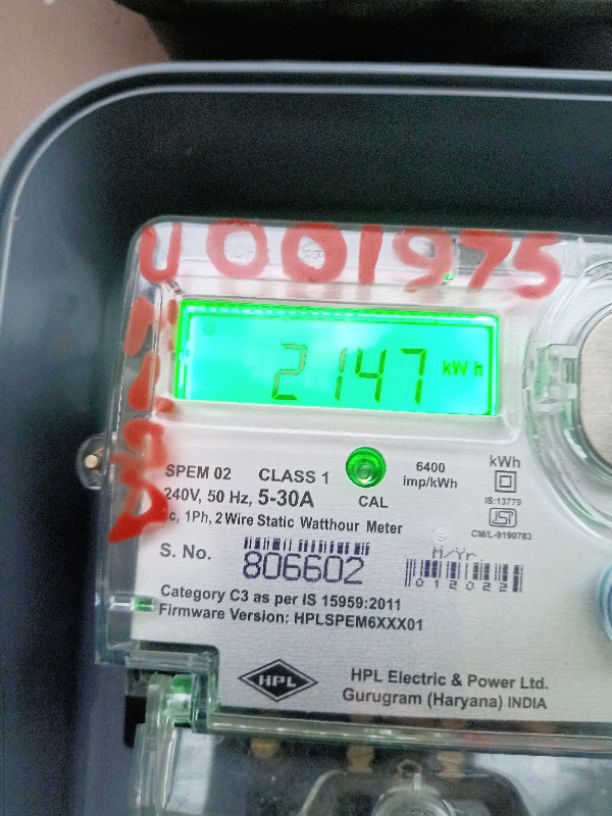 U001975
2147 kWh
SPEM 02 CLASS 1
6400 imp/kWh
kWh
240V, 50 Hz, 5-30A
CAL
IS:13779
c, 1Ph, 2 Wire Static Watthour Meter
ISI
CM/L-9190783
S. No.
806602
M/Yr.
012022
Category C3 as per IS 15959:2011
Firmware Version: HPLSPEM6XXX01
HPL
HPL Electric & Power Ltd.
Gurugram (Haryana) INDIA